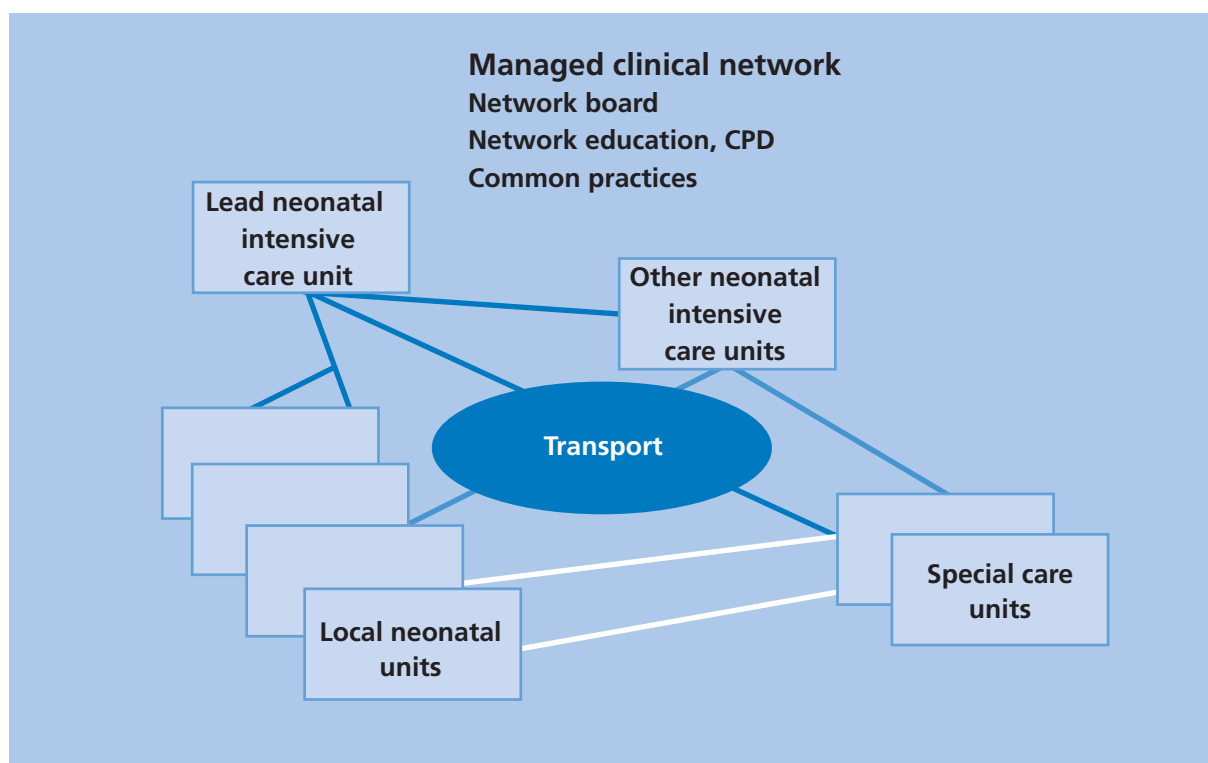 Managed clinical network
Network board
Network education, CPD
Common practices
Lead neonatal
intensive
care unit
Other neonatal
intensive
care units
Transport
Special care
units
Local neonatal
units